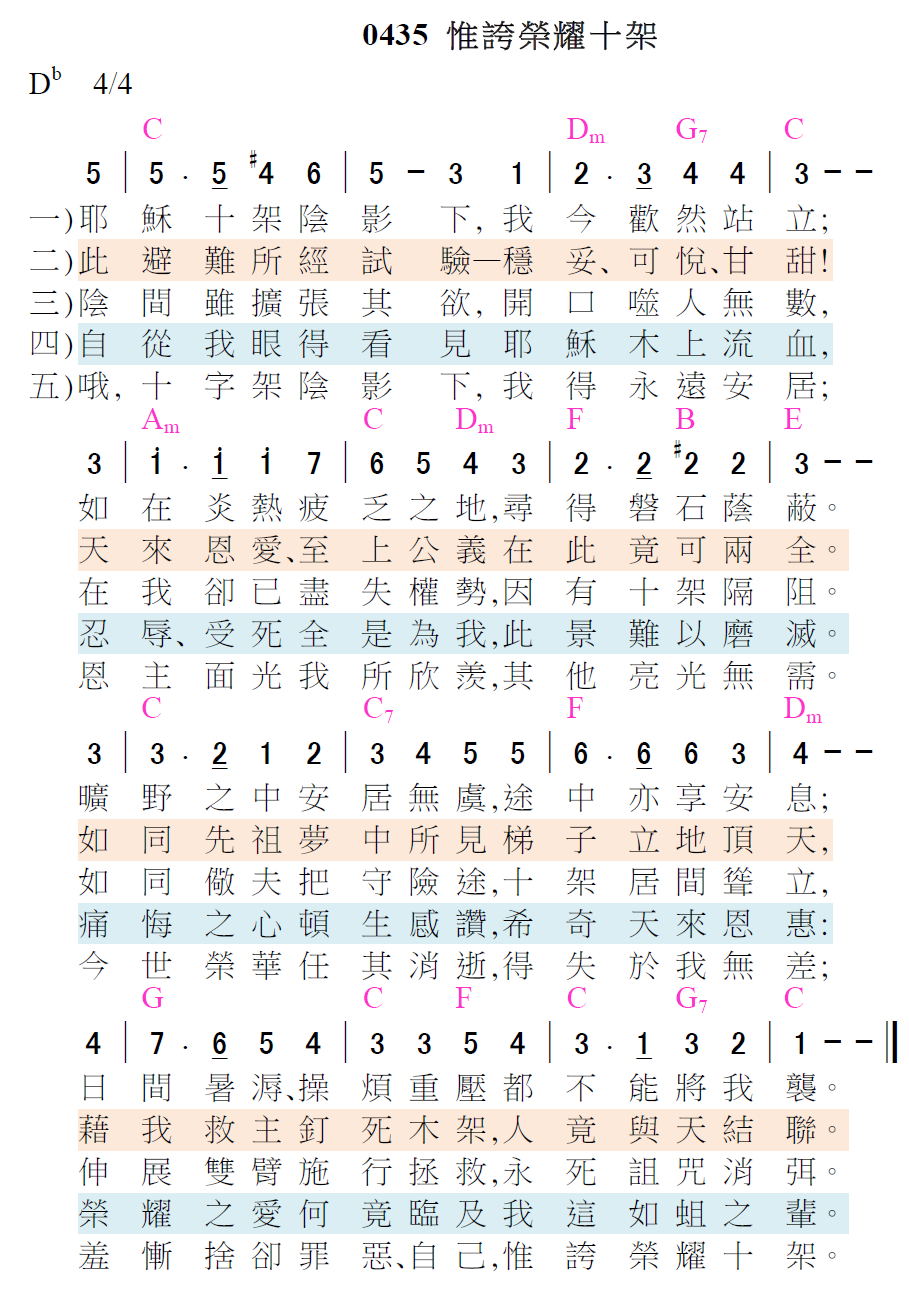 0435 惟誇榮耀十架
Db 4/4
C Dm G7 C
5 | 5 . 5 #4 6 | 5 － 3 1 | 2 . 3 4 4 | 3 － －
一)耶穌十架陰影下,我今歡然站立;
二)此避難所經試驗—穩妥、可悅、甘甜!
三)陰間雖擴張其欲,開口噬人無數,
四)自從我眼得看見耶穌木上流血,
五)哦,十字架陰影下,我得永遠安居;
Am C Dm F B E
3 | i . i i 7 | 6 5 4 3 | 2 . 2 #2 2 | 3 － －
如在炎熱疲乏之地,尋得磐石蔭蔽。
天來恩愛、至上公義在此竟可兩全。
在我卻已盡失權勢,因有十架隔阻。
忍辱、受死全是為我,此景難以磨滅。
恩主面光我所欣羨,其他亮光無需。
C C7 F Dm
3 | 3 . 2 1 2 | 3 4 5 5 | 6 . 6 6 3 | 4 － －
曠野之中安居無虞,途中亦享安息;
如同先祖夢中所見梯子立地頂天,
如同儆夫把守險途,十架居間聳立,
痛悔之心頓生感讚,希奇天來恩惠:
今世榮華任其消逝,得失於我無差;
G C F C G7 C
4 | 7 . 6 5 4 | 3 3 5 4 | 3 . 1 3 2 | 1 － － ‖
日間暑溽、操煩重壓都不能將我襲。
藉我救主釘死木架,人竟與天結聯。
伸展雙臂施行拯救,永死詛咒消弭。
榮耀之愛何竟臨及我這如蛆之輩。
羞慚捨卻罪惡、自己,惟誇榮耀十架。